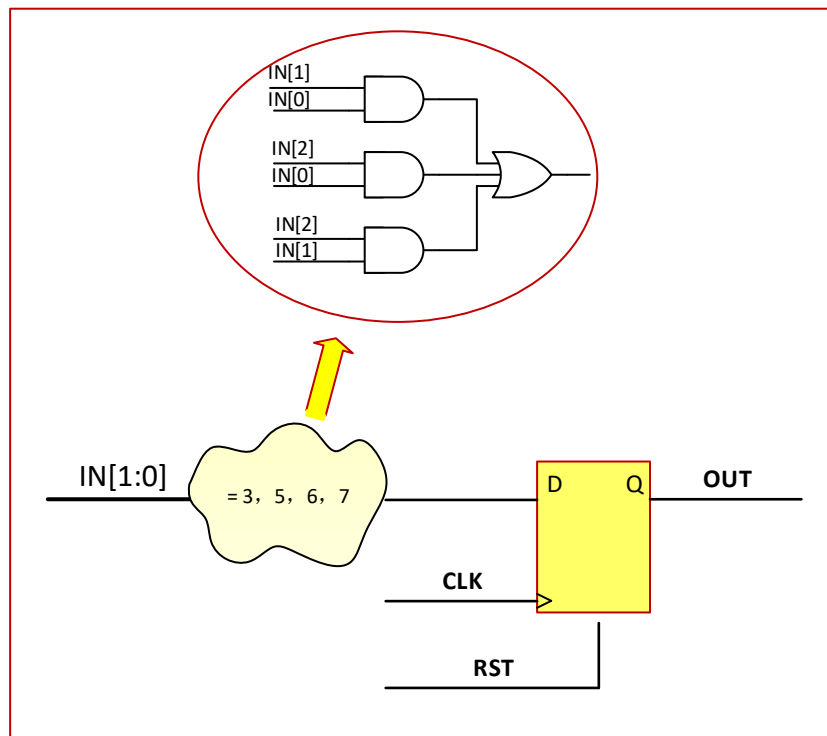 IN[1]
IN[0]
IN[2]
IN[0]
IN[2]
IN[1]
IN[1:0]
= 3，5，6，7
D
Q
OUT
CLK
RST